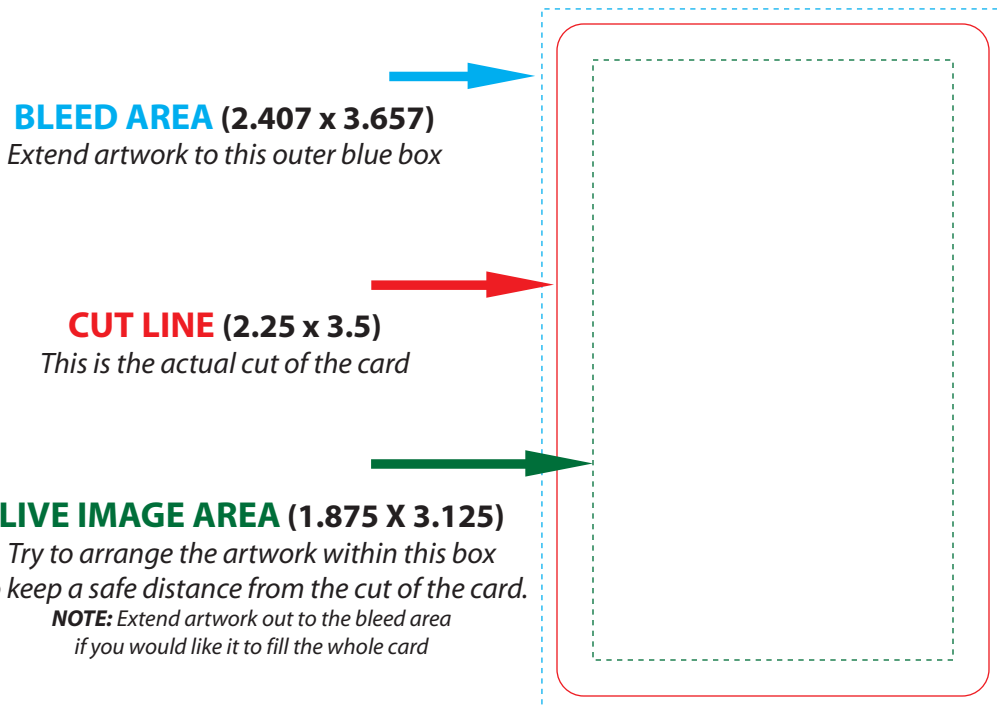 BLEED AREA (2.407 x 3.657)
Extend artwork to this outer blue box
CUT LINE (2.25 x 3.5)
This is the actual cut of the card
LIVE IMAGE AREA (1.875 X 3.125)
Try to arrange the artwork within this box
keep a safe distance from the cut of the card.
NOTE: Extend artwork out to the bleed area
if you would like it to fill the whole card